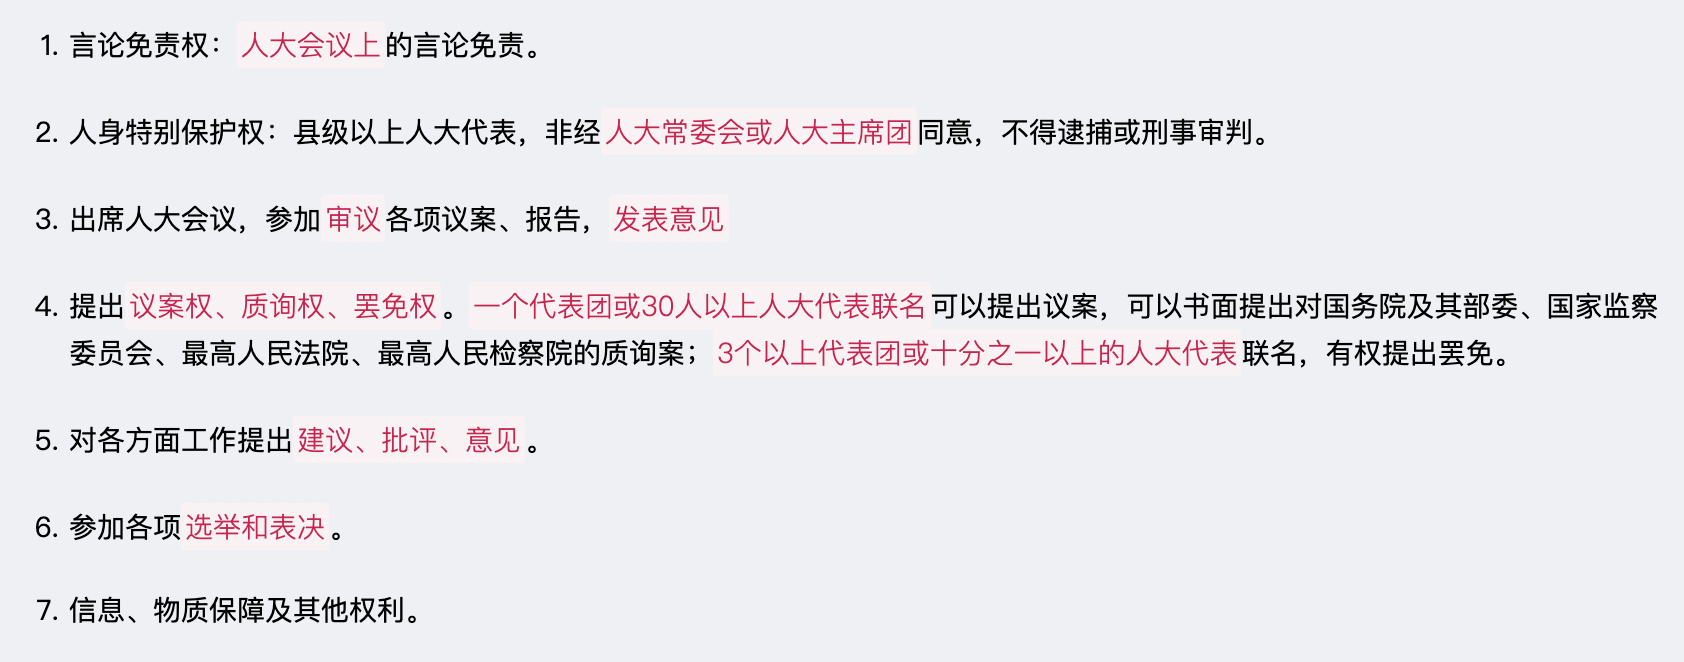 1. 言论免责权：人大会议上的言论免责。
2. 人身特别保护权：县级以上人大代表，非经人大常委会或人大主席团同意，不得逮捕或刑事审判。
3. 出席人大会议，参加审议各项议案、报告，发表意见
4. 提出议案权、质询权、罢免权。一个代表团或30人以上人大代表联名可以提出议案，可以书面提出对国务院及其部委、国家监察
委员会、最高人民法院、最高人民检察院的质询案；3个以上代表团或十分之一以上的人大代表联名，有权提出罢免。
5. 对各方面工作提出建议、批评、意见。
6. 参加各项选举和表决。
7. 信息、物质保障及其他权利。